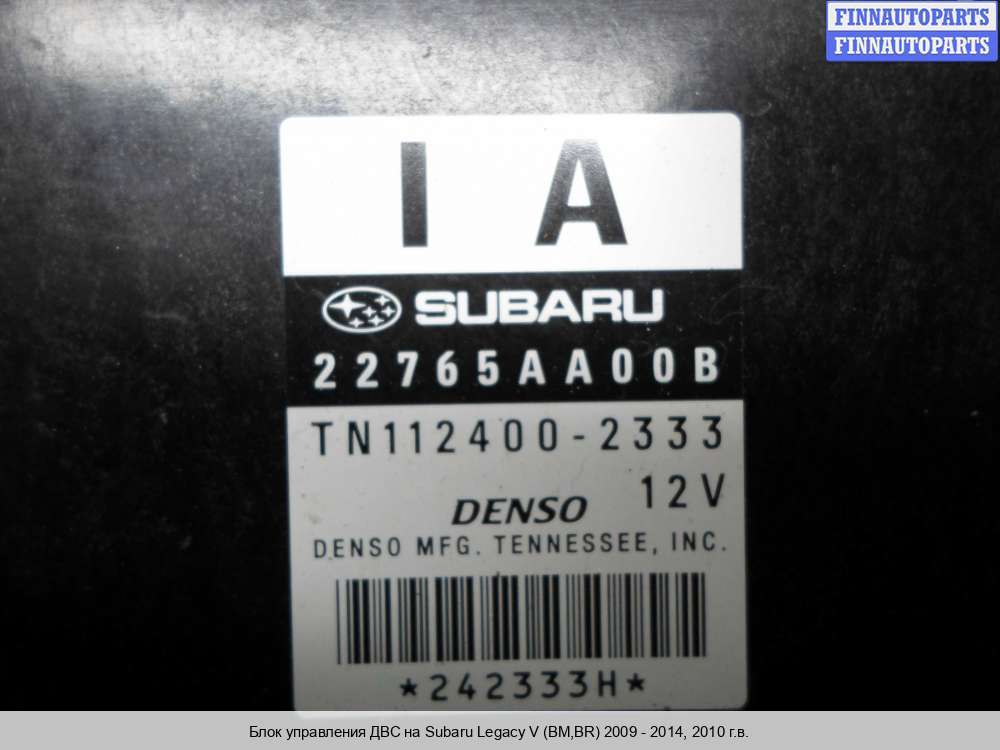 FINNAUTOPARTS
FINNAUTOPARTS
I A
SUBARU
22765AA00B
TN112400-2333
12V
DENSO
DENSO MFG. TENNESSEE, INC.
*242333H*
Блок управления ДВС на Subaru Legacy V (BM,BR) 2009 - 2014, 2010 г.в.